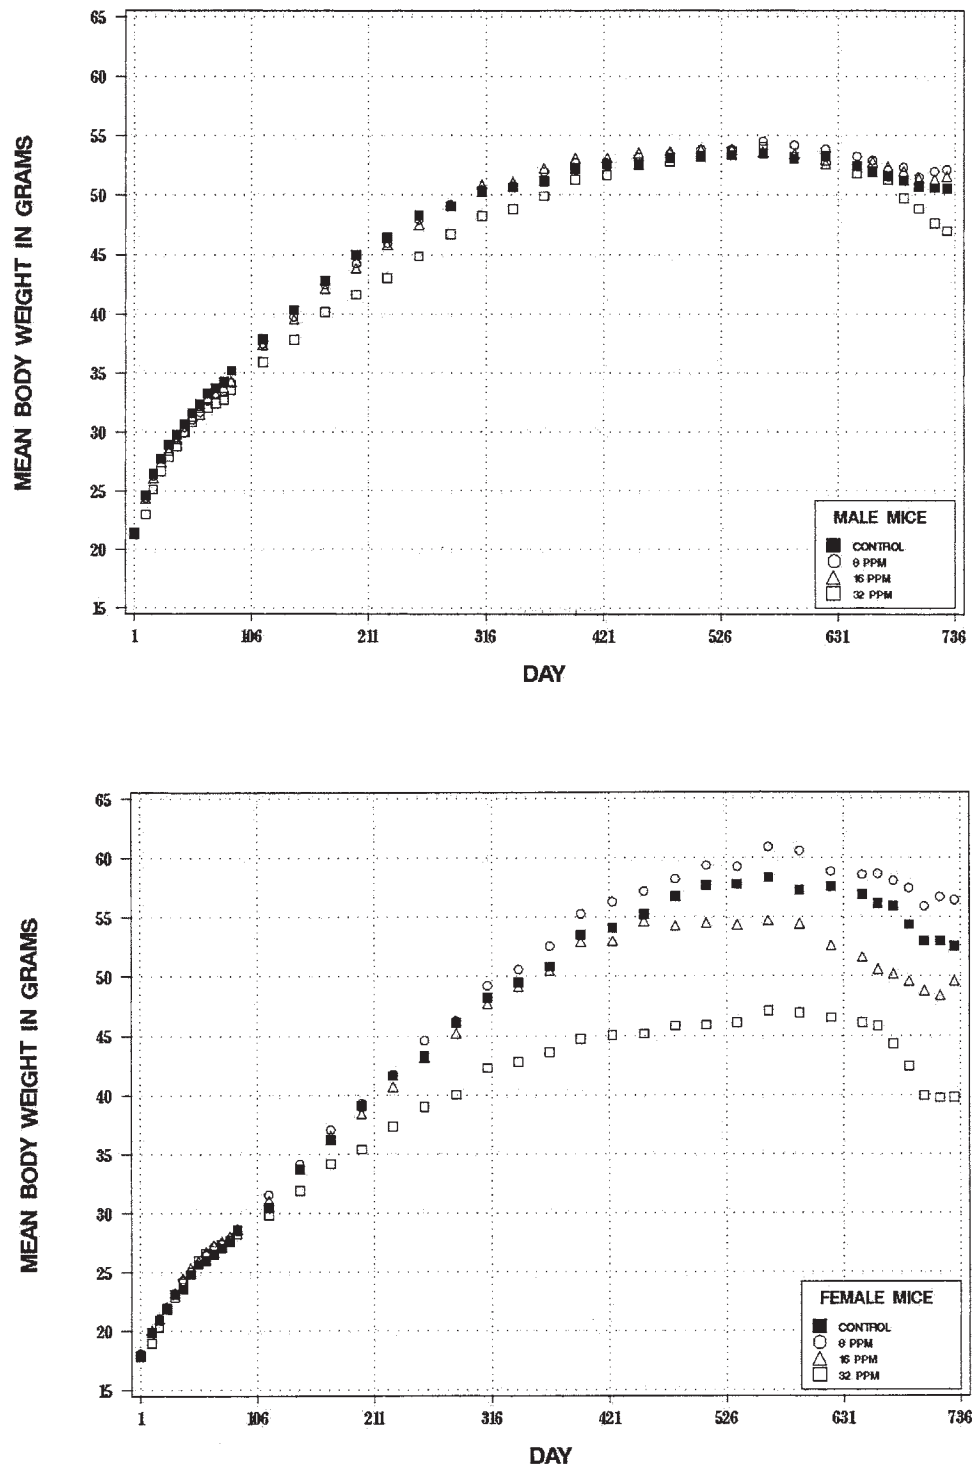 MEAN BODY WEIGHT IN GRAMS
65
60
55
50
45
40
35
30
25
20
15
MALE MICE
CONTROL
8 PPM
16 PPM
32 PPM
1 106 211 316 421 526 631 736
DAY
MEAN BODY WEIGHT IN GRAMS
65
60
55
50
45
40
35
30
25
20
15
FEMALE MICE
CONTROL
8 PPM
16 PPM
32 PPM
1 106 211 316 421 526 631 736
DAY